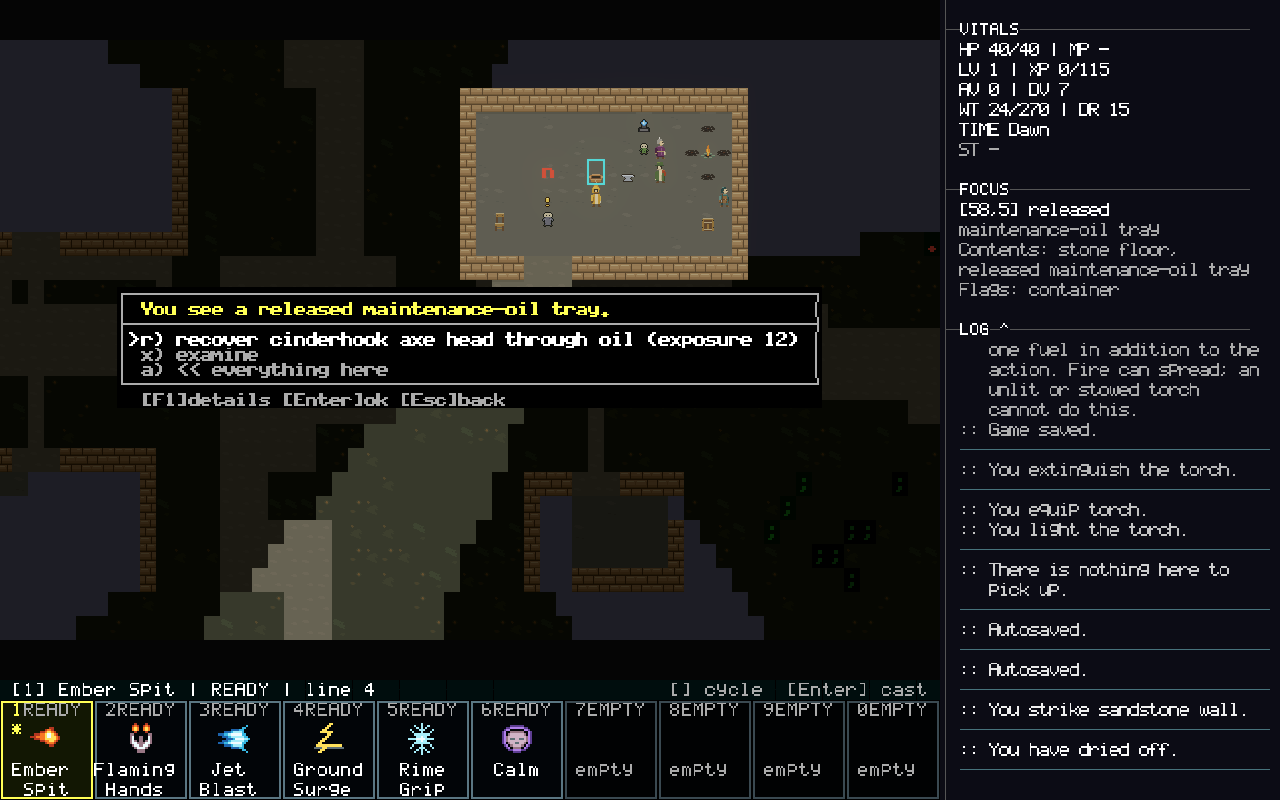 VITALS
HP 40/40 | MP -
LV 1 | XP 0/115
AV 0 | DV 7
WT 24/270 | DR 15
TIME Dawn
ST -
FOCUS
[58,5] released
maintenance-oil tray
Contents: stone floor,
released maintenance-oil tray
Flags: container
LOG ^
one fuel in addition to the
action. Fire can spread; an
unlit or stowed torch
cannot do this.
:: Game saved.
:: You extinguish the torch.
:: You equip torch.
:: You light the torch.
:: There is nothing here to
pick up.
:: Autosaved.
:: Autosaved.
:: You strike sandstone wall.
:: You have dried off.
n
You see a released maintenance-oil tray.
>r) recover cinderhook axe head through oil (exposure 12)
x) examine
a) << everything here
[F1]details [Enter]ok [Esc]back
[1] Ember Spit | READY | line 4
[] cycle [Enter] cast
1READY 2READY 3READY 4READY 5READY 6READY 7EMPTY 8EMPTY 9EMPTY 0EMPTY
*
Ember Spit
Flaming Hands
Jet Blast
Ground Surge
Rime Grip
Calm
empty
empty
empty
empty